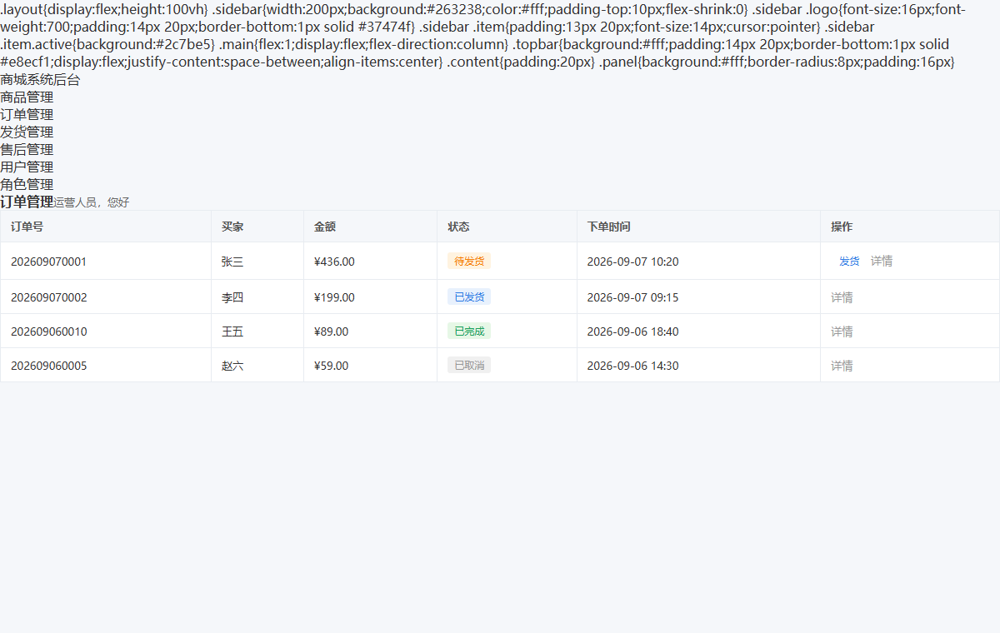 .layout{display:flex;height:100vh} .sidebar{width:200px;background:#263238;color:#fff;padding-top:10px;flex-shrink:0} .sidebar .logo{font-size:16px;font-
weight:700;padding:14px 20px;border-bottom:1px solid #37474f} .sidebar .item{padding:13px 20px;font-size:14px;cursor:pointer} .sidebar
.item.active{background:#2c7be5} .main{flex:1;display:flex;flex-direction:column} .topbar{background:#fff;padding:14px 20px;border-bottom:1px solid
#e8ecf1;display:flex;justify-content:space-between;align-items:center} .content{padding:20px} .panel{background:#fff;border-radius:8px;padding:16px}
商城系统后台
商品管理
订单管理
发货管理
售后管理
用户管理
角色管理
订单管理运营人员，您好
订单号 买家 金额 状态 下单时间 操作
202609070001 张三 ¥436.00 待发货 2026-09-07 10:20 发货 详情
202609070002 李四 ¥199.00 已发货 2026-09-07 09:15 详情
202609060010 王五 ¥89.00 已完成 2026-09-06 18:40 详情
202609060005 赵六 ¥59.00 已取消 2026-09-06 14:30 详情